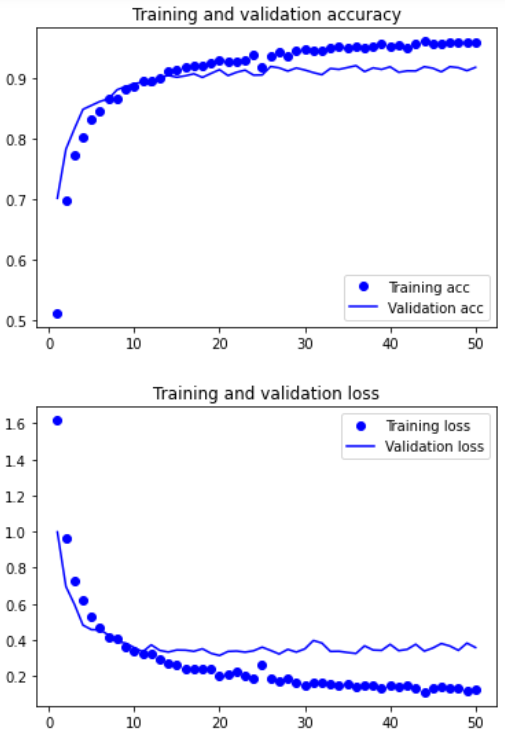 Training and validation accuracy
0.9
0.8
0.7
0.6
0.5
Training acc
Validation acc
0 10 20 30 40 50
Training and validation loss
1.6
1.4
1.2
1.0
0.8
0.6
0.4
0.2
Training loss
Validation loss
0 10 20 30 40 50